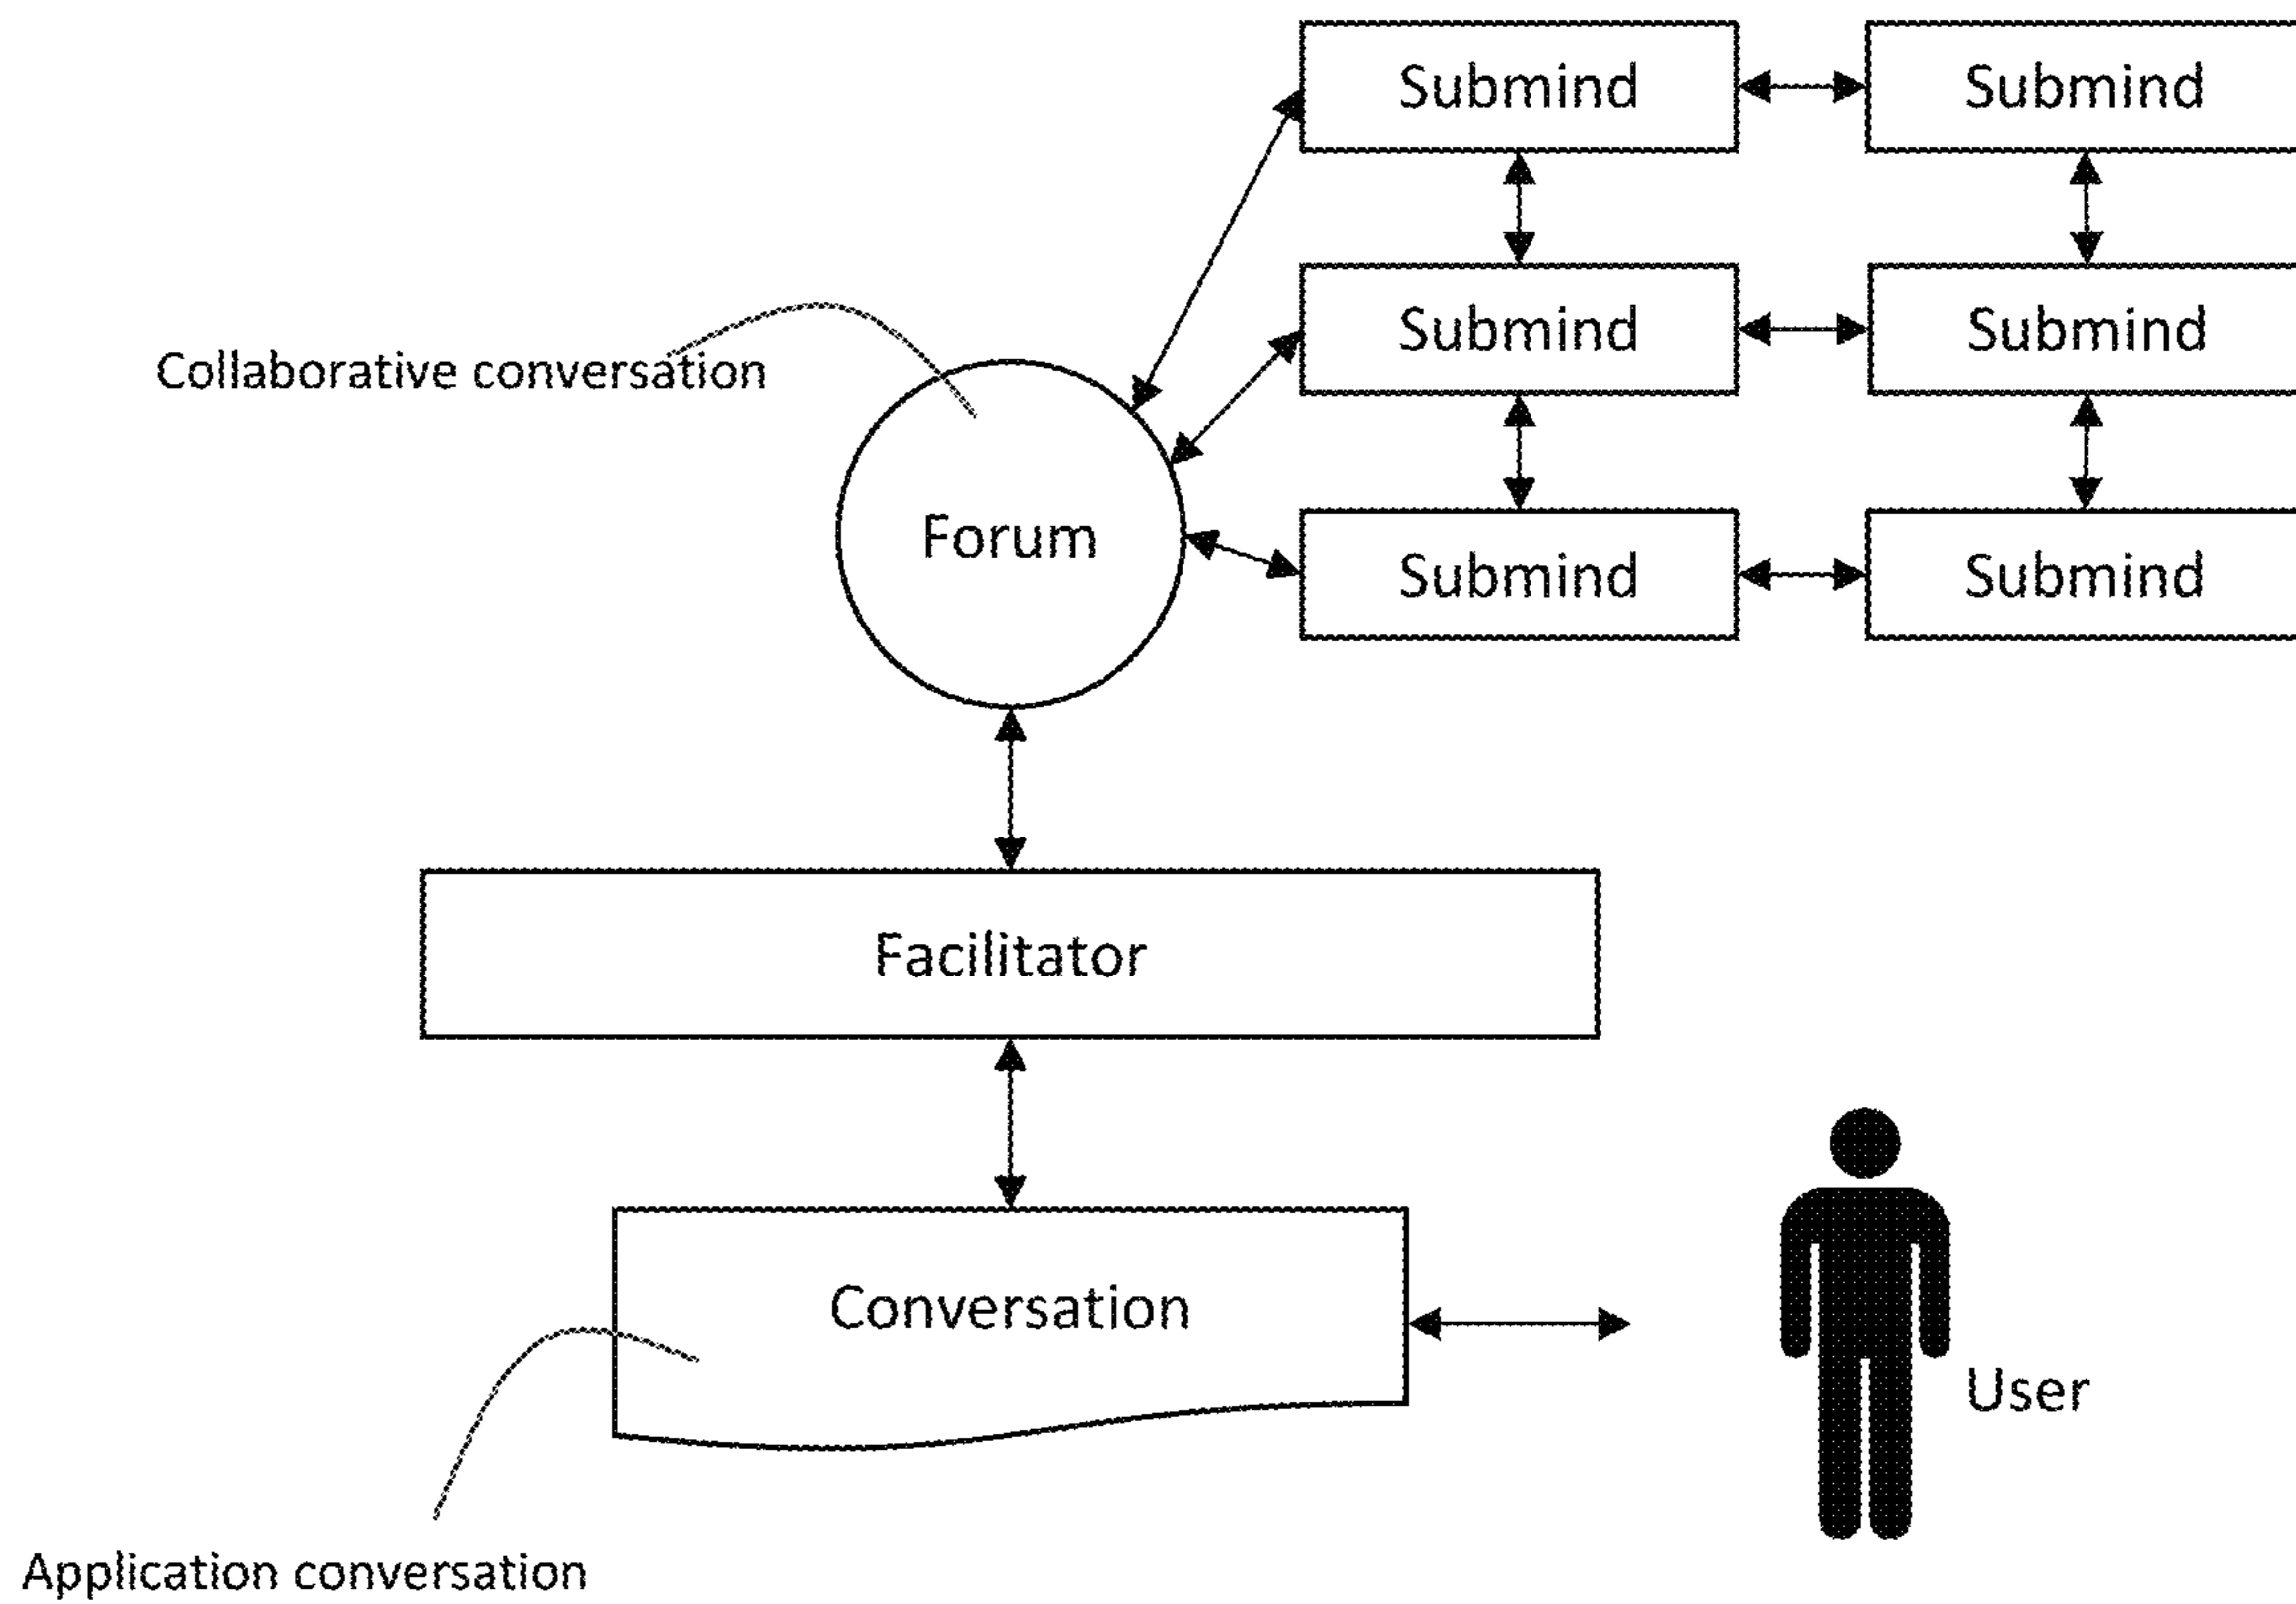 Submind
Submind
Submind
Submind
Collaborative conversation
Forum
Submind
Submind
Facilitator
Conversation
User
Application conversation